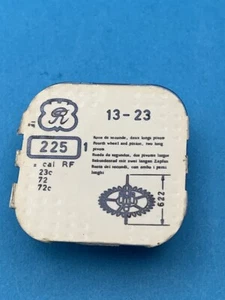 R
13-23
225 1
x cal RF
23c
72
72c
Roue de seconde, deux longs pivots
Fourth wheel and pinion, two long
pivots
Rueda de segundos, dos pivotes largos
Sekundenrad mit zwei langen Zapfen
Ruota dei secondi, con ambo i perni
lunghi
622